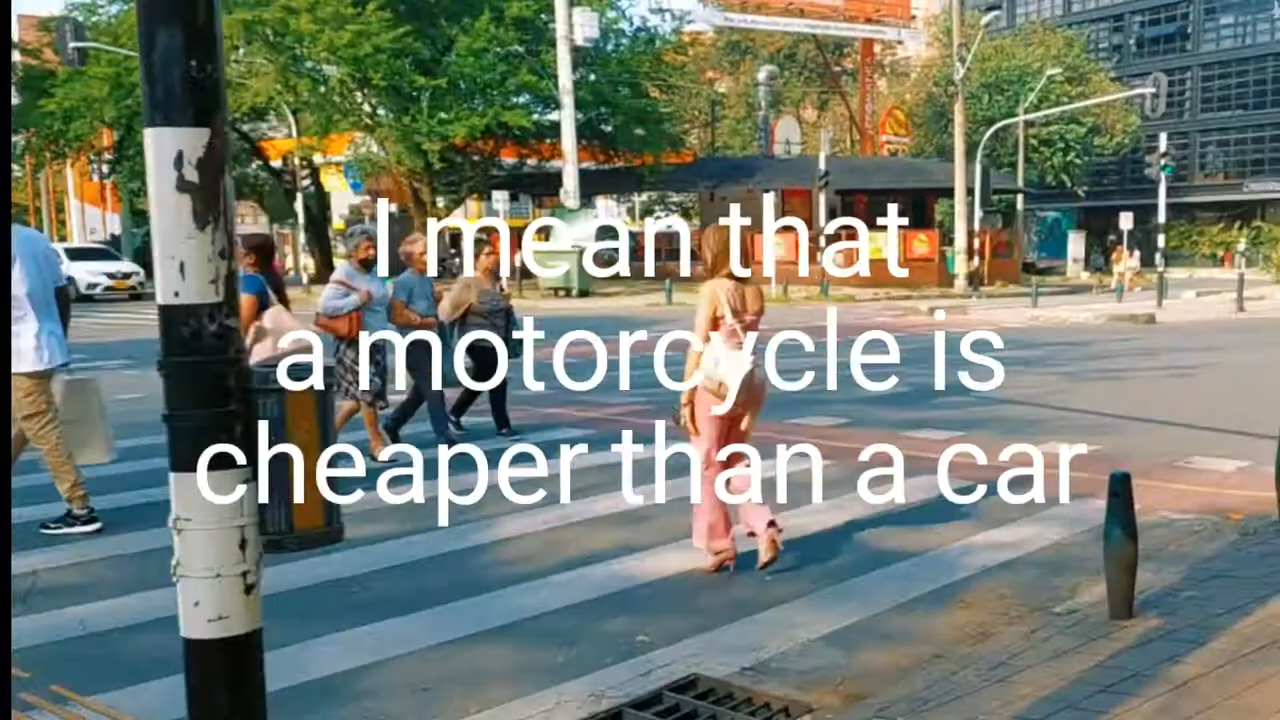 I mean that
a motorcycle is
cheaper than a car